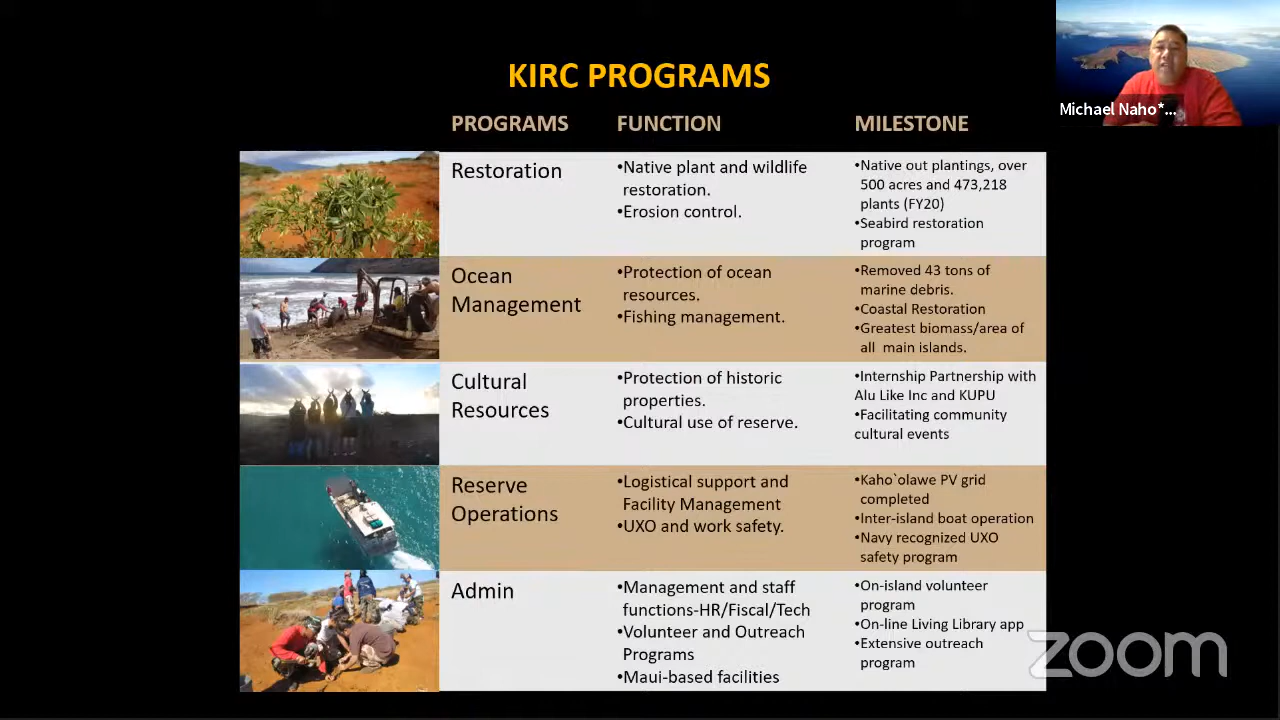 KIRC PROGRAMS
Michael Naho*...
PROGRAMS FUNCTION MILESTONE
Restoration
•Native plant and wildlife
restoration.
•Erosion control.
•Native out plantings, over
500 acres and 473,218
plants (FY20)
•Seabird restoration
program
Ocean
Management
•Protection of ocean
resources.
•Fishing management.
•Removed 43 tons of
marine debris.
•Coastal Restoration
•Greatest biomass/area of
all main islands.
Cultural
Resources
•Protection of historic
properties.
•Cultural use of reserve.
•Internship Partnership with
Alu Like Inc and KUPU
•Facilitating community
cultural events
Reserve
Operations
•Logistical support and
Facility Management
•UXO and work safety.
•Kaho`olawe PV grid
completed
•Inter-island boat operation
•Navy recognized UXO
safety program
Admin
•Management and staff
functions-HR/Fiscal/Tech
•Volunteer and Outreach
Programs
•Maui-based facilities
•On-island volunteer
program
•On-line Living Library app
•Extensive outreach
program
zoom